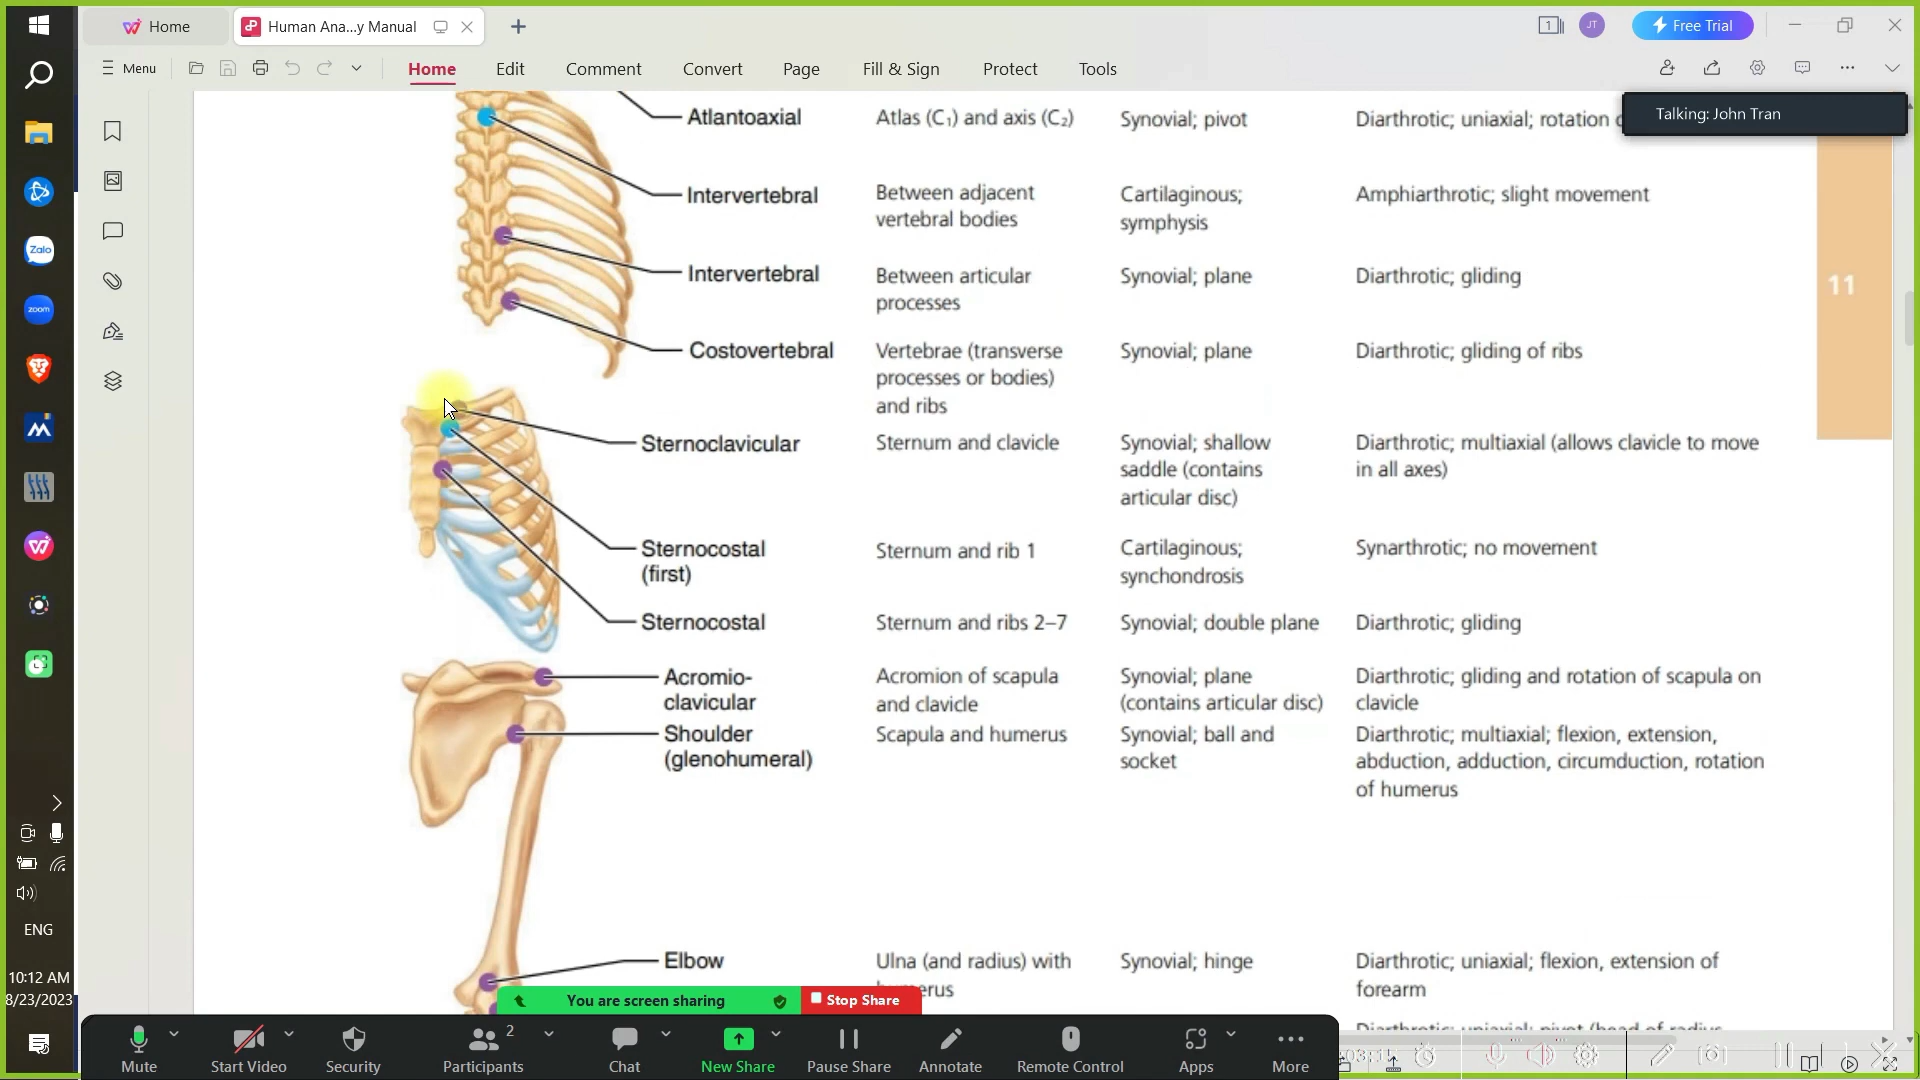 Home
Human Ana...y Manual
1
JT
Free Trial
Menu
Home
Edit
Comment
Convert
Page
Fill & Sign
Protect
Tools
Talking: John Tran
Atlantoaxial
Atlas (C₁) and axis (C₂)
Synovial; pivot
Diarthrotic; uniaxial; rotation
Intervertebral
Between adjacent
vertebral bodies
Cartilaginous;
symphysis
Amphiarthrotic; slight movement
Intervertebral
Between articular
processes
Synovial; plane
Diarthrotic; gliding
11
Costovertebral
Vertebrae (transverse
processes or bodies)
and ribs
Synovial; plane
Diarthrotic; gliding of ribs
Sternoclavicular
Sternum and clavicle
Synovial; shallow
saddle (contains
articular disc)
Diarthrotic; multiaxial (allows clavicle to move
in all axes)
Sternocostal
(first)
Sternum and rib 1
Cartilaginous;
synchondrosis
Synarthrotic; no movement
Sternocostal
Sternum and ribs 2–7
Synovial; double plane
Diarthrotic; gliding
Acromio-
clavicular
Acromion of scapula
and clavicle
Synovial; plane
(contains articular disc)
Diarthrotic; gliding and rotation of scapula on
clavicle
Shoulder
(glenohumeral)
Scapula and humerus
Synovial; ball and
socket
Diarthrotic; multiaxial; flexion, extension,
abduction, adduction, circumduction, rotation
of humerus
Elbow
Ulna (and radius) with
Synovial; hinge
Diarthrotic; uniaxial; flexion, extension of
forearm
Zalo
zoom
ENG
10:12 AM
8/23/2023
You are screen sharing
Stop Share
Mute
Start Video
Security
Participants
2
Chat
New Share
Pause Share
Annotate
Remote Control
Apps
More